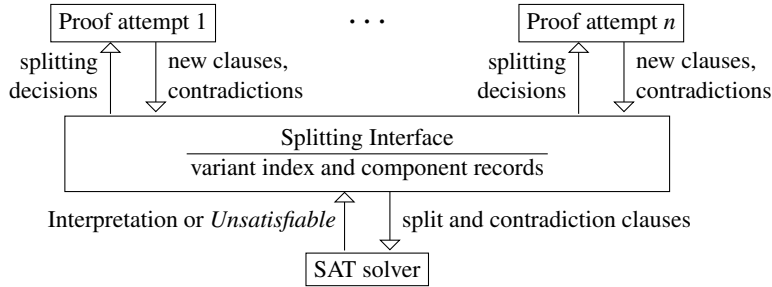 Proof attempt 1
...
Proof attempt n
splitting
decisions
new clauses,
contradictions
splitting
decisions
new clauses,
contradictions
Splitting Interface
variant index and component records
Interpretation or Unsatisfiable
split and contradiction clauses
SAT solver